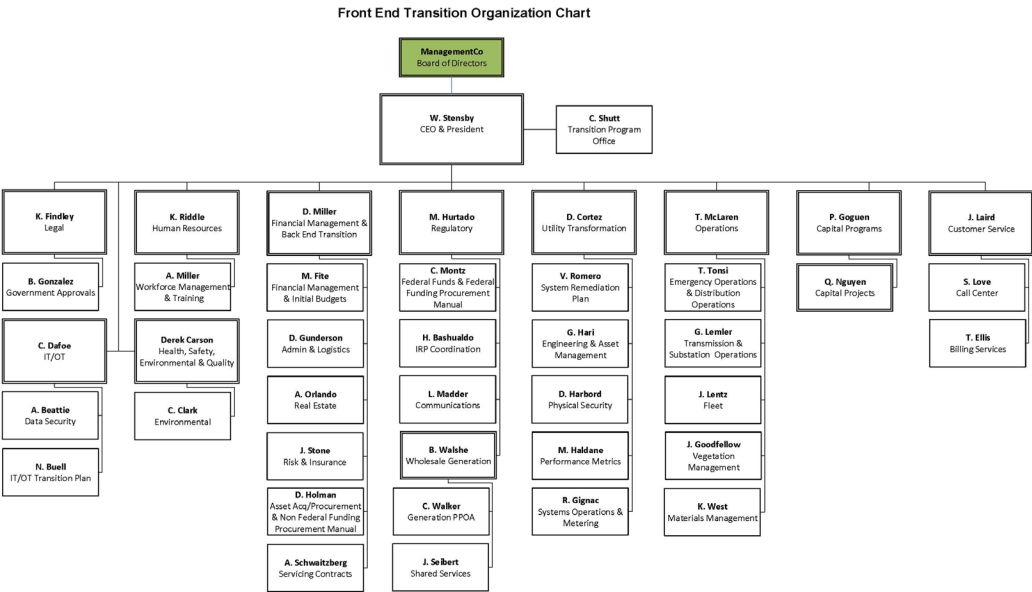 Front End Transition Organization Chart
ManagementCo
Board of Directors
W. Stensby
CEO & President
C. Shutt
Transition Program
Office
K. Findley
Legal
K. Riddle
Human Resources
D. Miller
Financial Management &
Back End Transition
M. Hurtado
Regulatory
D. Cortez
Utility Transformation
T. McLaren
Operations
P. Goguen
Capital Programs
J. Laird
Customer Service
B. Gonzalez
Government Approvals
A. Miller
Workforce Management
& Training
M. Fite
Financial Management
& Initial Budgets
C. Montz
Federal Funds & Federal
Funding Procurement
Manual
V. Romero
System Remediation
Plan
T. Tonsi
Emergency Operations
& Distribution
Operations
Q. Nguyen
Capital Projects
S. Love
Call Center
C. Dafoe
IT/OT
Derek Carson
Health, Safety,
Environmental & Quality
D. Gunderson
Admin & Logistics
H. Bashualdo
IRP Coordination
G. Hari
Engineering & Asset
Management
G. Lemler
Transmission &
Substation Operations
T. Ellis
Billing Services
A. Beattie
Data Security
C. Clark
Environmental
A. Orlando
Real Estate
L. Madder
Communications
D. Harbord
Physical Security
J. Lentz
Fleet
N. Buell
IT/OT Transition Plan
J. Stone
Risk & Insurance
B. Walshe
Wholesale Generation
M. Haldane
Performance Metrics
J. Goodfellow
Vegetation
Management
D. Holman
Asset Acq/Procurement
& Non Federal Funding
Procurement Manual
C. Walker
Generation PPOA
R. Gignac
Systems Operations &
Metering
K. West
Materials Management
A. Schwaitzberg
Servicing Contracts
J. Seibert
Shared Services